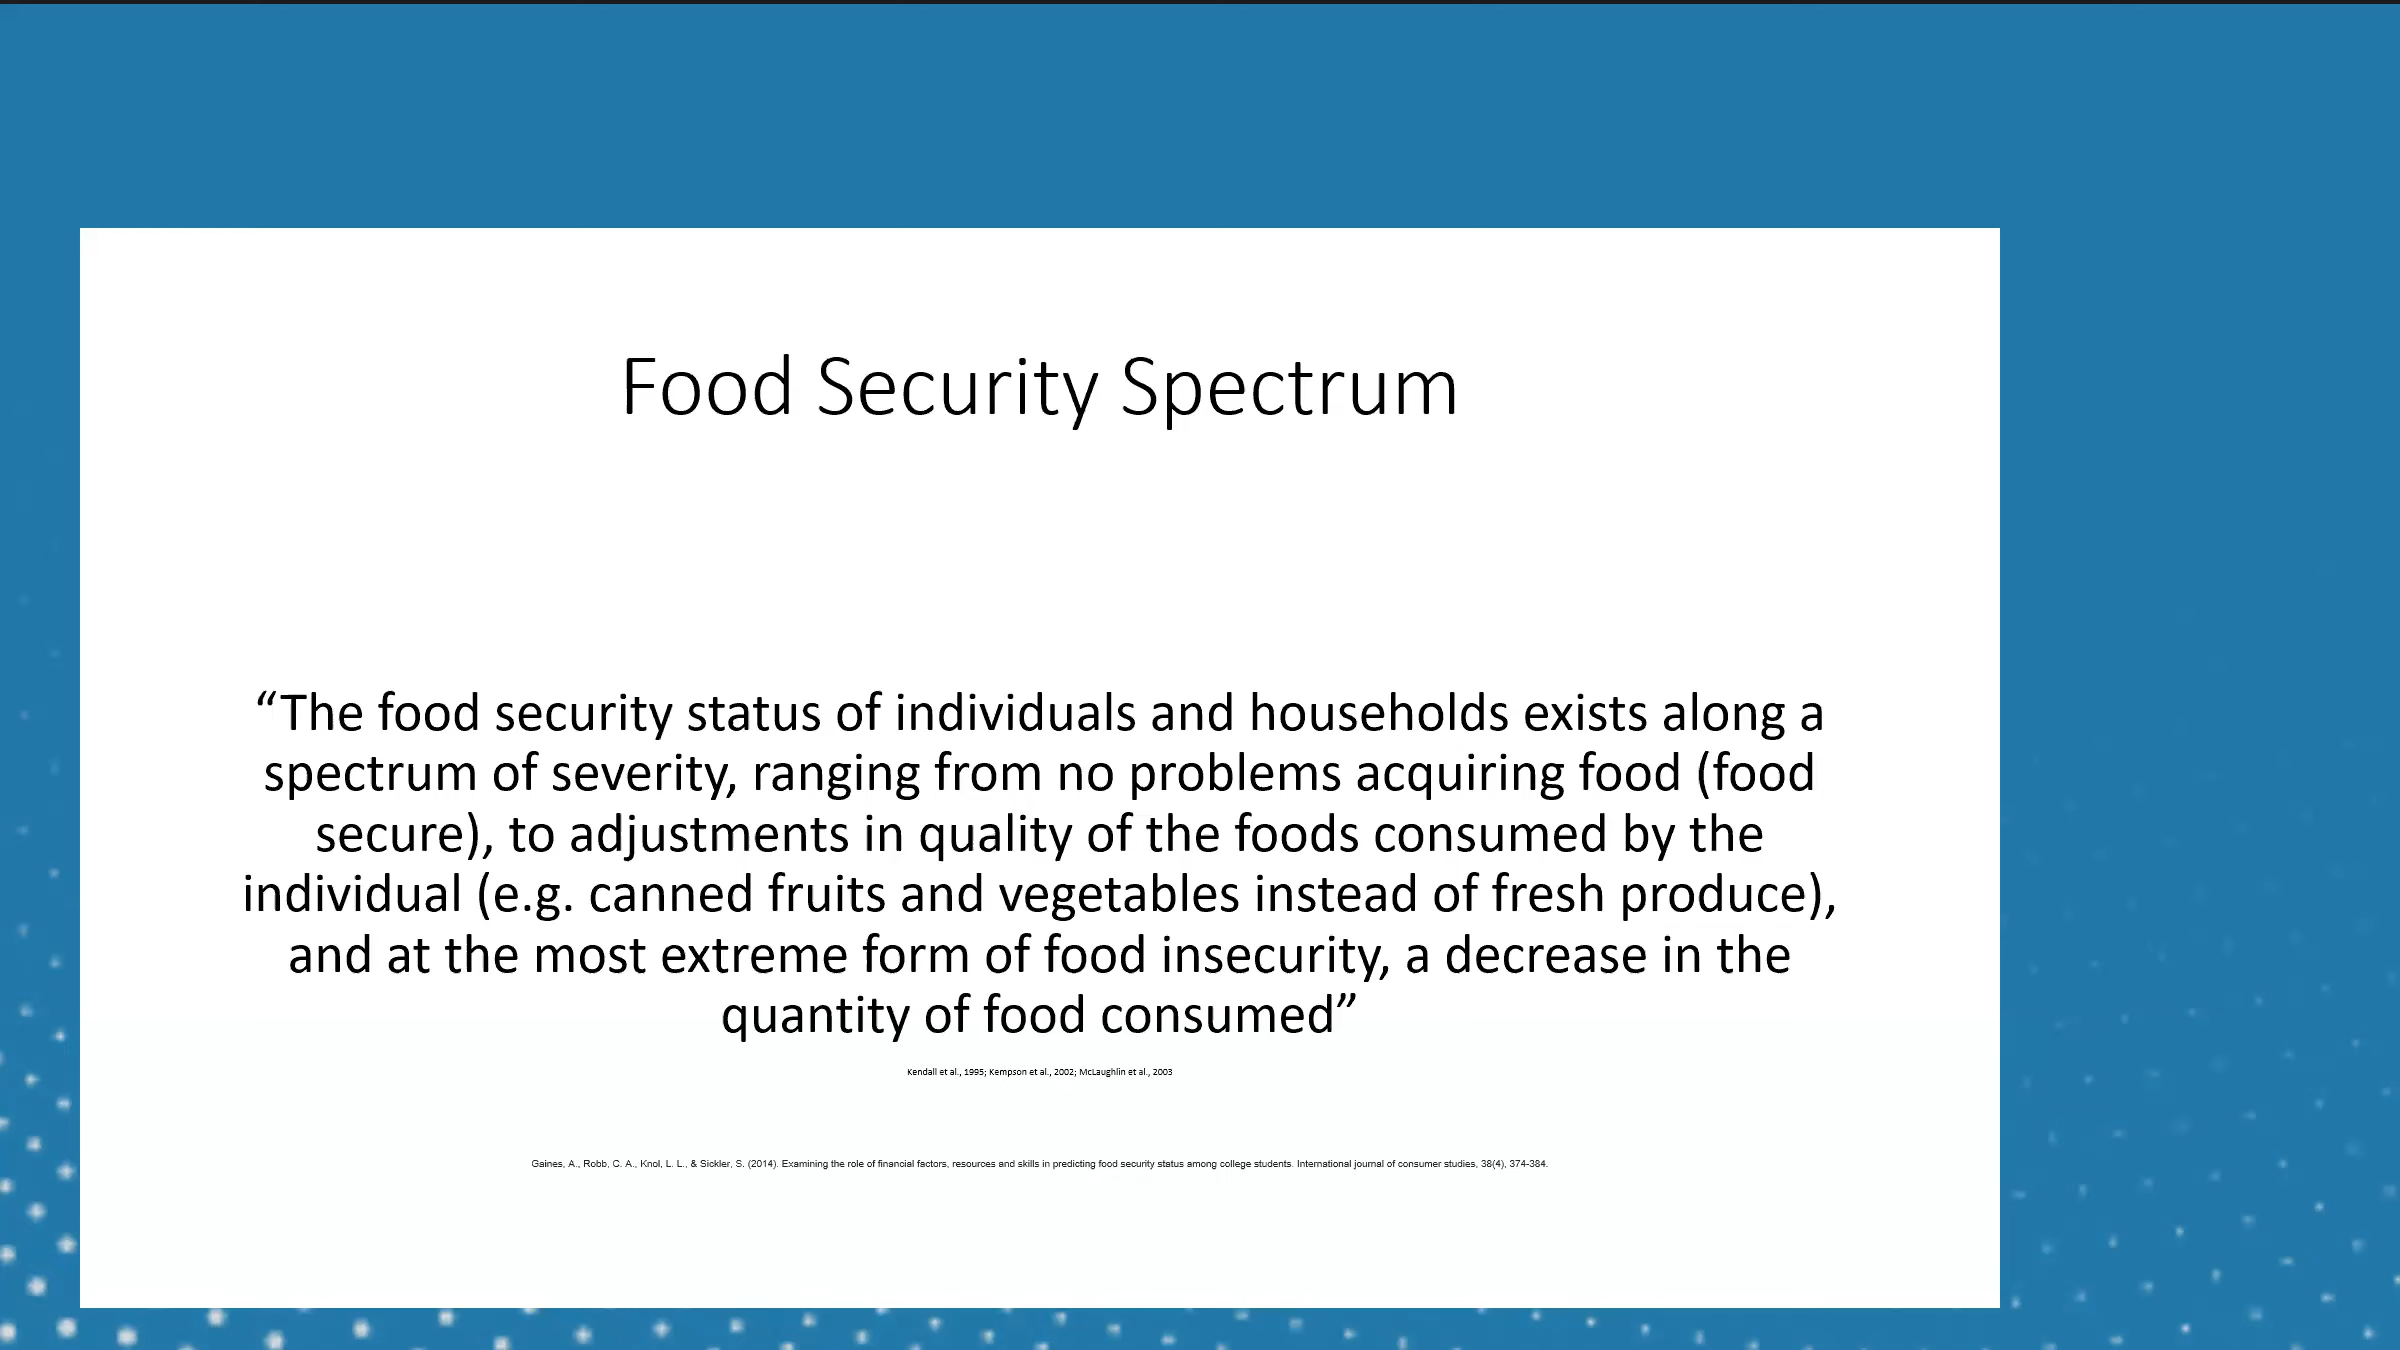 Food Security Spectrum
“The food security status of individuals and households exists along a
spectrum of severity, ranging from no problems acquiring food (food
secure), to adjustments in quality of the foods consumed by the
individual (e.g. canned fruits and vegetables instead of fresh produce),
and at the most extreme form of food insecurity, a decrease in the
quantity of food consumed”
Kendall et al., 1995; Kempson et al., 2002; McLaughlin et al., 2003
Gaines, A., Robb, C. A., Knol, L. L., & Sickler, S. (2014). Examining the role of financial factors, resources and skills in predicting food security status among college students. International journal of consumer studies, 38(4), 374-384.